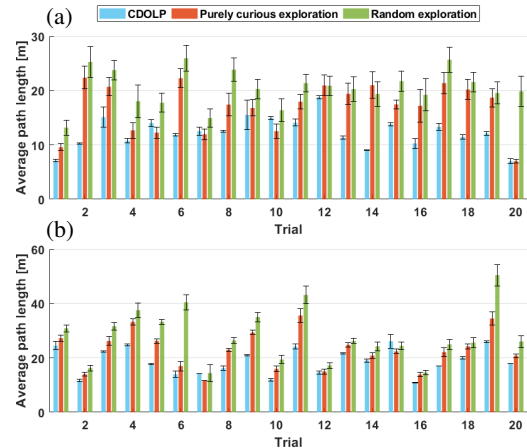 CDOLP Purely curious exploration Random exploration
(a)
Average path length [m]
30
20
10
0
2 4 6 8 10 12 14 16 18 20
Trial
(b)
Average path length [m]
60
40
20
0
2 4 6 8 10 12 14 16 18 20
Trial